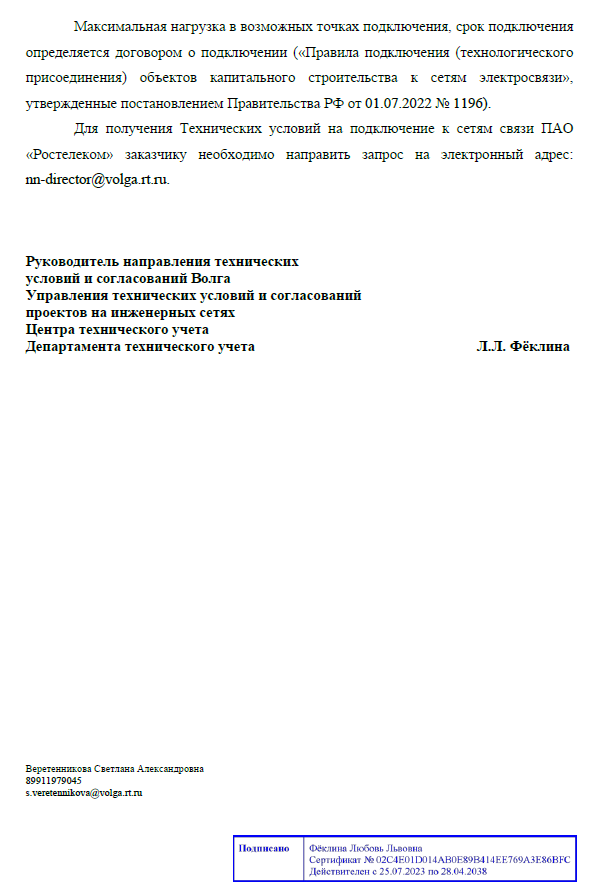 Максимальная нагрузка в возможных точках подключения, срок подключения
определяется договором о подключении («Правила подключения (технологического
присоединения) объектов капитального строительства к сетям электросвязи»,
утвержденные постановлением Правительства РФ от 01.07.2022 № 1196).
Для получения Технических условий на подключение к сетям связи ПАО
«Ростелеком» заказчику необходимо направить запрос на электронный адрес:
nn-director@volga.rt.ru.
Руководитель направления технических
условий и согласований Волга
Управления технических условий и согласований
проектов на инженерных сетях
Центра технического учета
Департамента технического учета Л.Л. Фёклина
Веретенникова Светлана Александровна
89911979045
s.veretennikova@volga.rt.ru
Подписано Фёклина Любовь Львовна
Сертификат № 02C4E01D014AB0E89B414EE769A3E86BFC
Действителен с 25.07.2023 по 28.04.2038